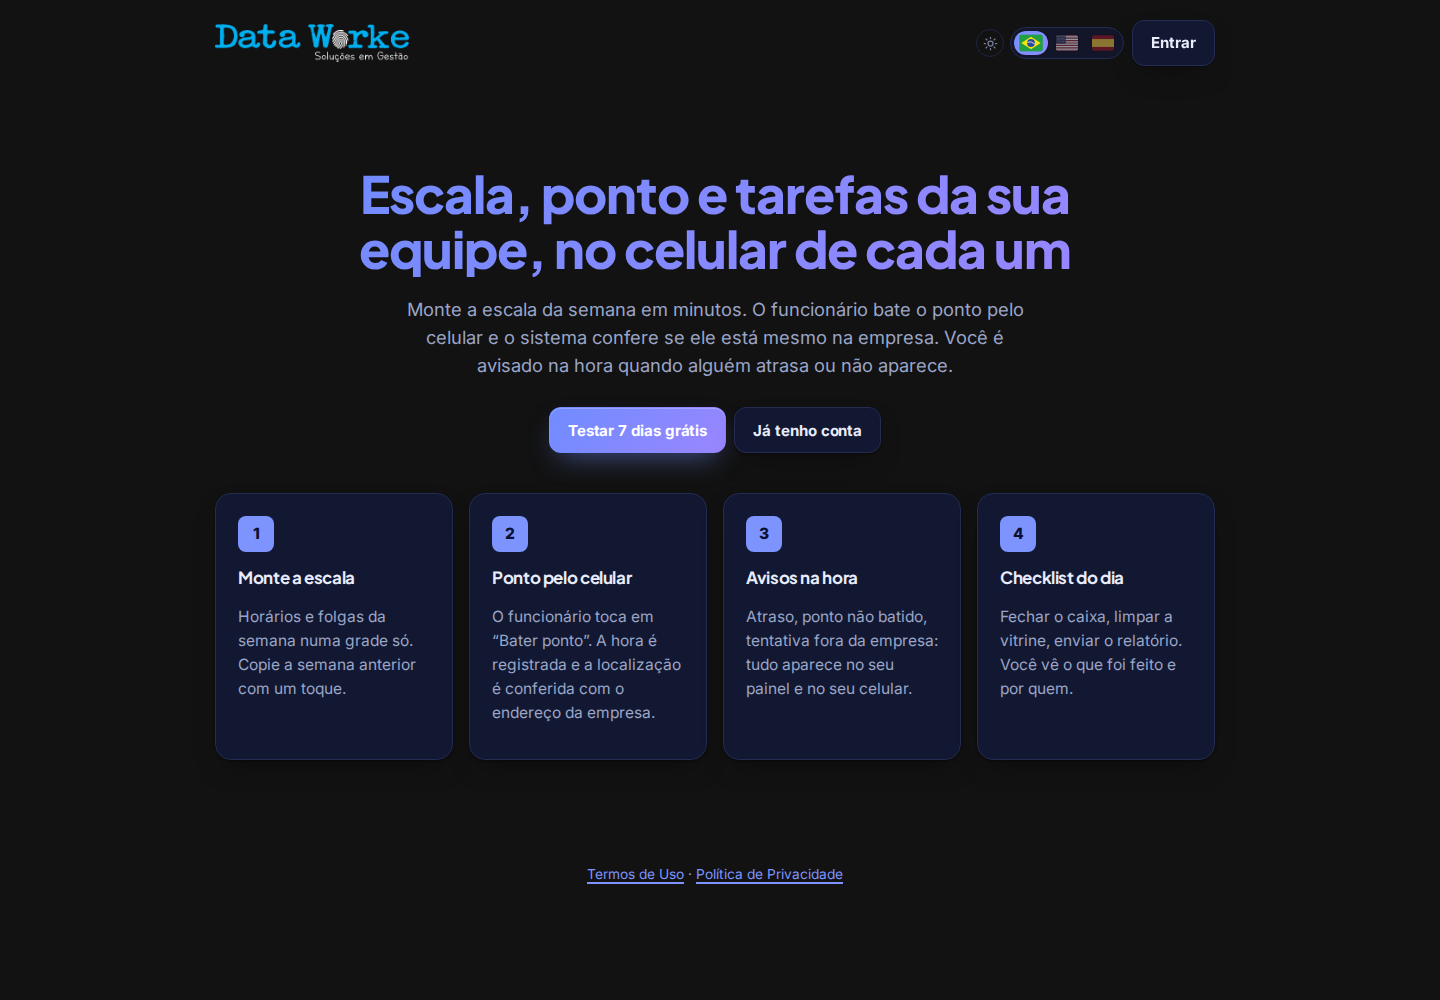 Data Worke
Soluções em Gestão
Entrar
Escala, ponto e tarefas da sua
equipe, no celular de cada um
Monte a escala da semana em minutos. O funcionário bate o ponto pelo
celular e o sistema confere se ele está mesmo na empresa. Você é
avisado na hora quando alguém atrasa ou não aparece.
Testar 7 dias grátis
Já tenho conta
1
Monte a escala
Horários e folgas da
semana numa grade só.
Copie a semana anterior
com um toque.
2
Ponto pelo celular
O funcionário toca em
“Bater ponto”. A hora é
registrada e a localização
é conferida com o
endereço da empresa.
3
Avisos na hora
Atraso, ponto não batido,
tentativa fora da empresa:
tudo aparece no seu
painel e no seu celular.
4
Checklist do dia
Fechar o caixa, limpar a
vitrine, enviar o relatório.
Você vê o que foi feito e
por quem.
Termos de Uso · Política de Privacidade